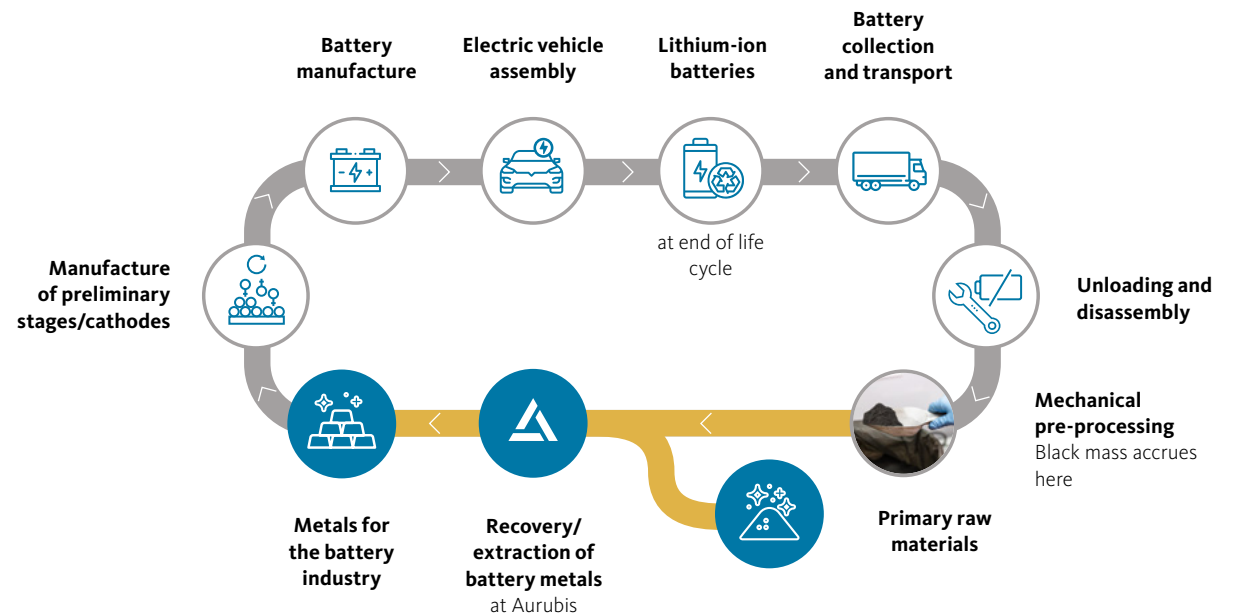 Battery
manufacture
Electric vehicle
assembly
Lithium-ion
batteries
at end of life
cycle
Battery
collection
and transport
Unloading and
disassembly
Mechanical
pre-processing
Black mass accrues
here
Primary raw
materials
Recovery/
extraction of
battery metals
at Aurubis
Metals for
the battery
industry
Manufacture
of preliminary
stages/cathodes